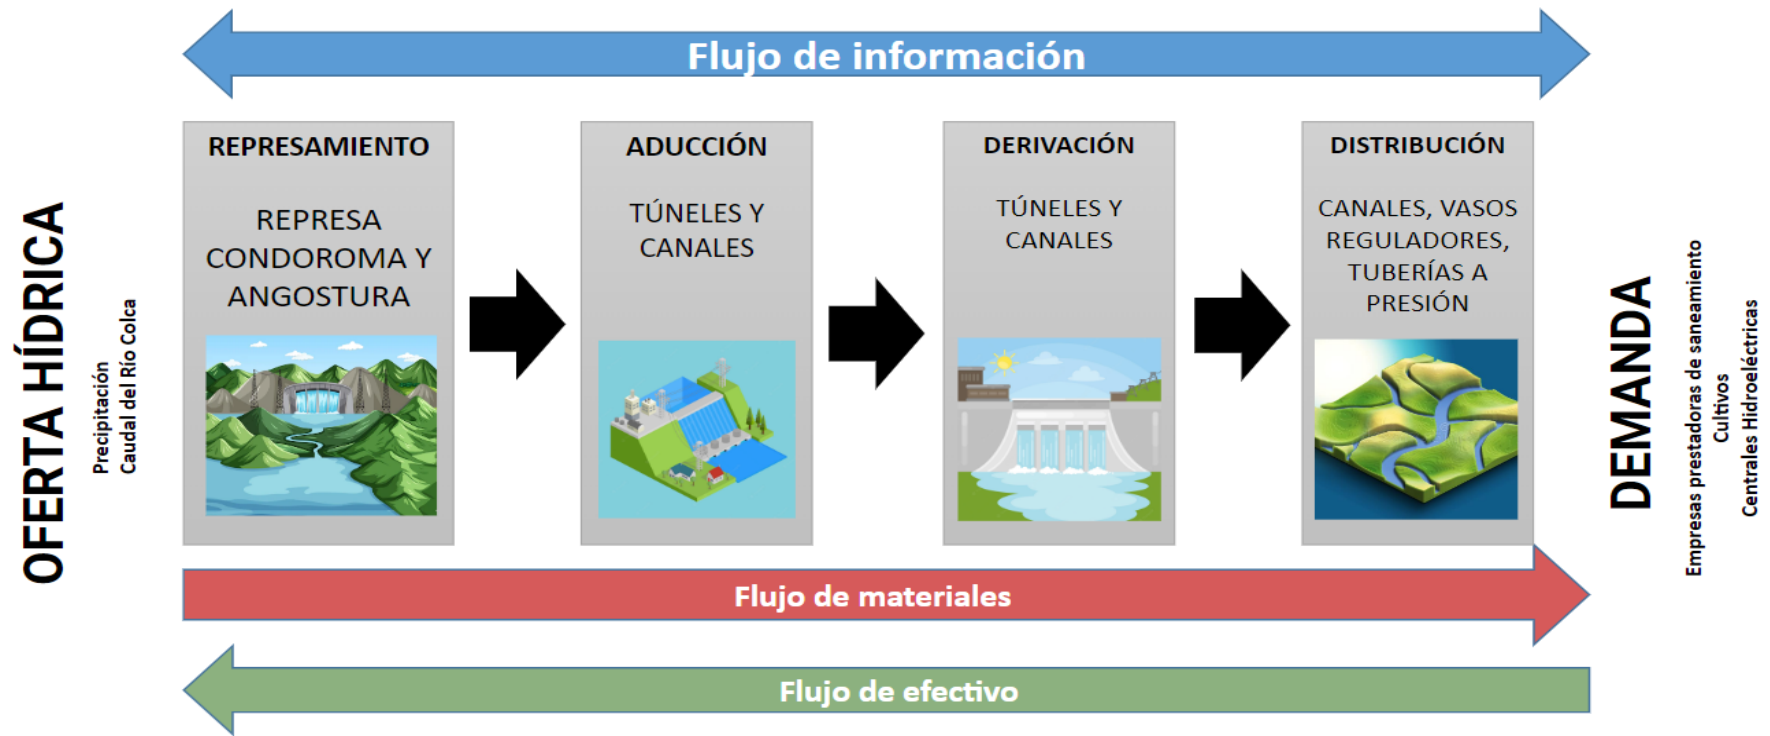 Flujo de información
OFERTA HÍDRICA
Precipitación
Caudal del Río Colca
REPRESAMIENTO
REPRESA
CONDOROMA Y
ANGOSTURA
ADUCCIÓN
TÚNELES Y
CANALES
DERIVACIÓN
TÚNELES Y
CANALES
DISTRIBUCIÓN
CANALES, VASOS
REGULADORES,
TUBERÍAS A
PRESIÓN
DEMANDA
Empresas prestadoras de saneamiento
Cultivos
Centrales Hidroeléctricas
Flujo de materiales
Flujo de efectivo